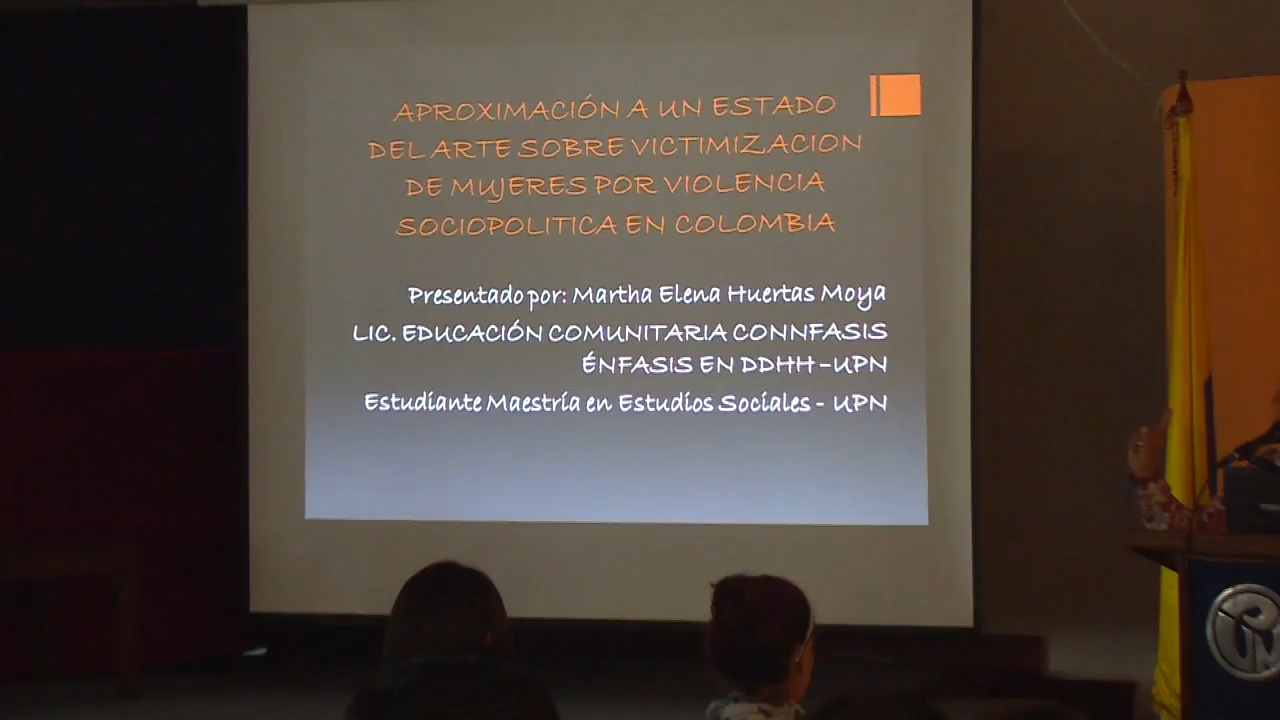 APROXIMACIÓN A UN ESTADO
DEL ARTE SOBRE VICTIMIZACION
DE MUJERES POR VIOLENCIA
SOCIOPOLITICA EN COLOMBIA
Presentado por: Martha Elena Huertas Moya
LIC. EDUCACIÓN COMUNITARIA CONNFASIS
ÉNFASIS EN DDHH –UPN
Estudiante Maestría en Estudios Sociales - UPN